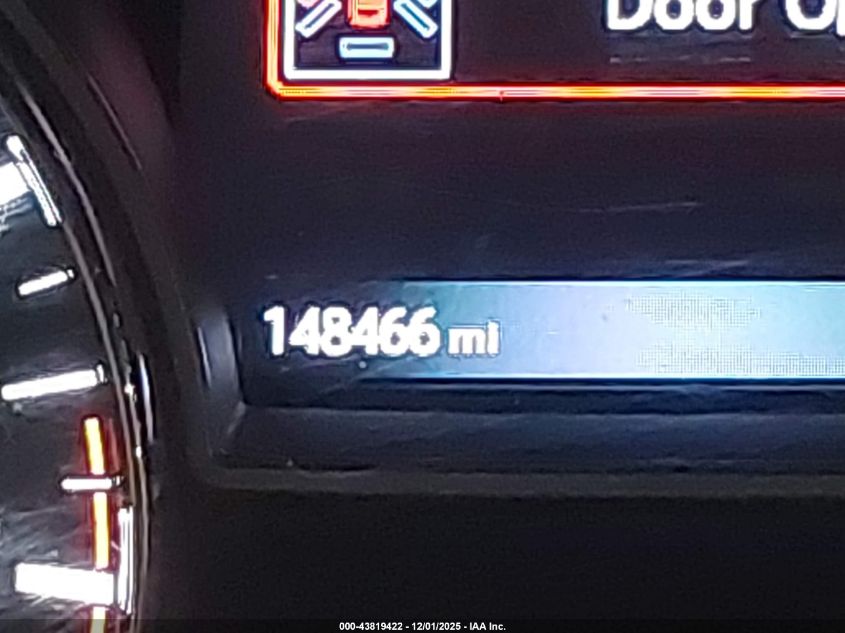 Door
148466 mi
000-43819422 - 12/01/2025 - IAA Inc.